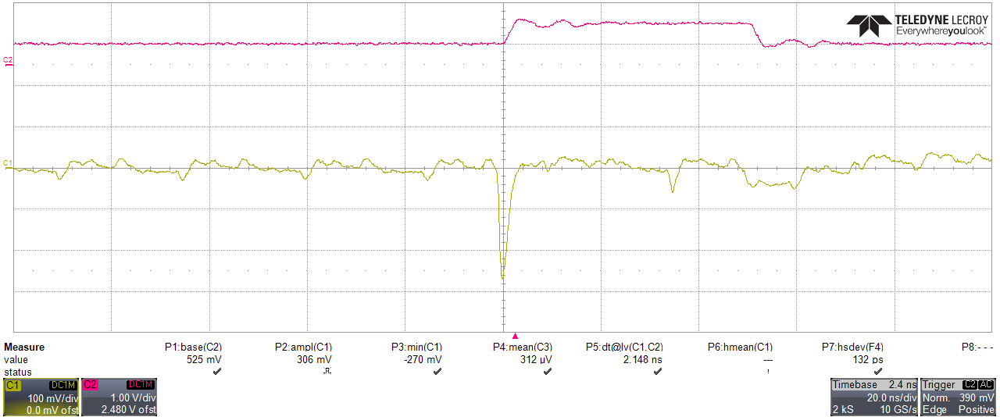 TELEDYNE LECROY
Everywhereyoulook™
C2
C1
Measure P1:base(C2) P2:ampl(C1) P3:min(C1) P4:mean(C3) P5:dt@lv(C1,C2) P6:hmean(C1) P7:hsdev(F4) P8:- - -
value 525 mV 306 mV -270 mV 312 µV 2.148 ns --- 132 ps
status
C1 DC1M
100 mV/div
0.0 mV ofst
C2 DC1M
1.00 V/div
2.480 V ofst
Timebase 2.4 ns
20.0 ns/div
2 kS 10 GS/s
Trigger C2 AC
Norm. 390 mV
Edge Positive